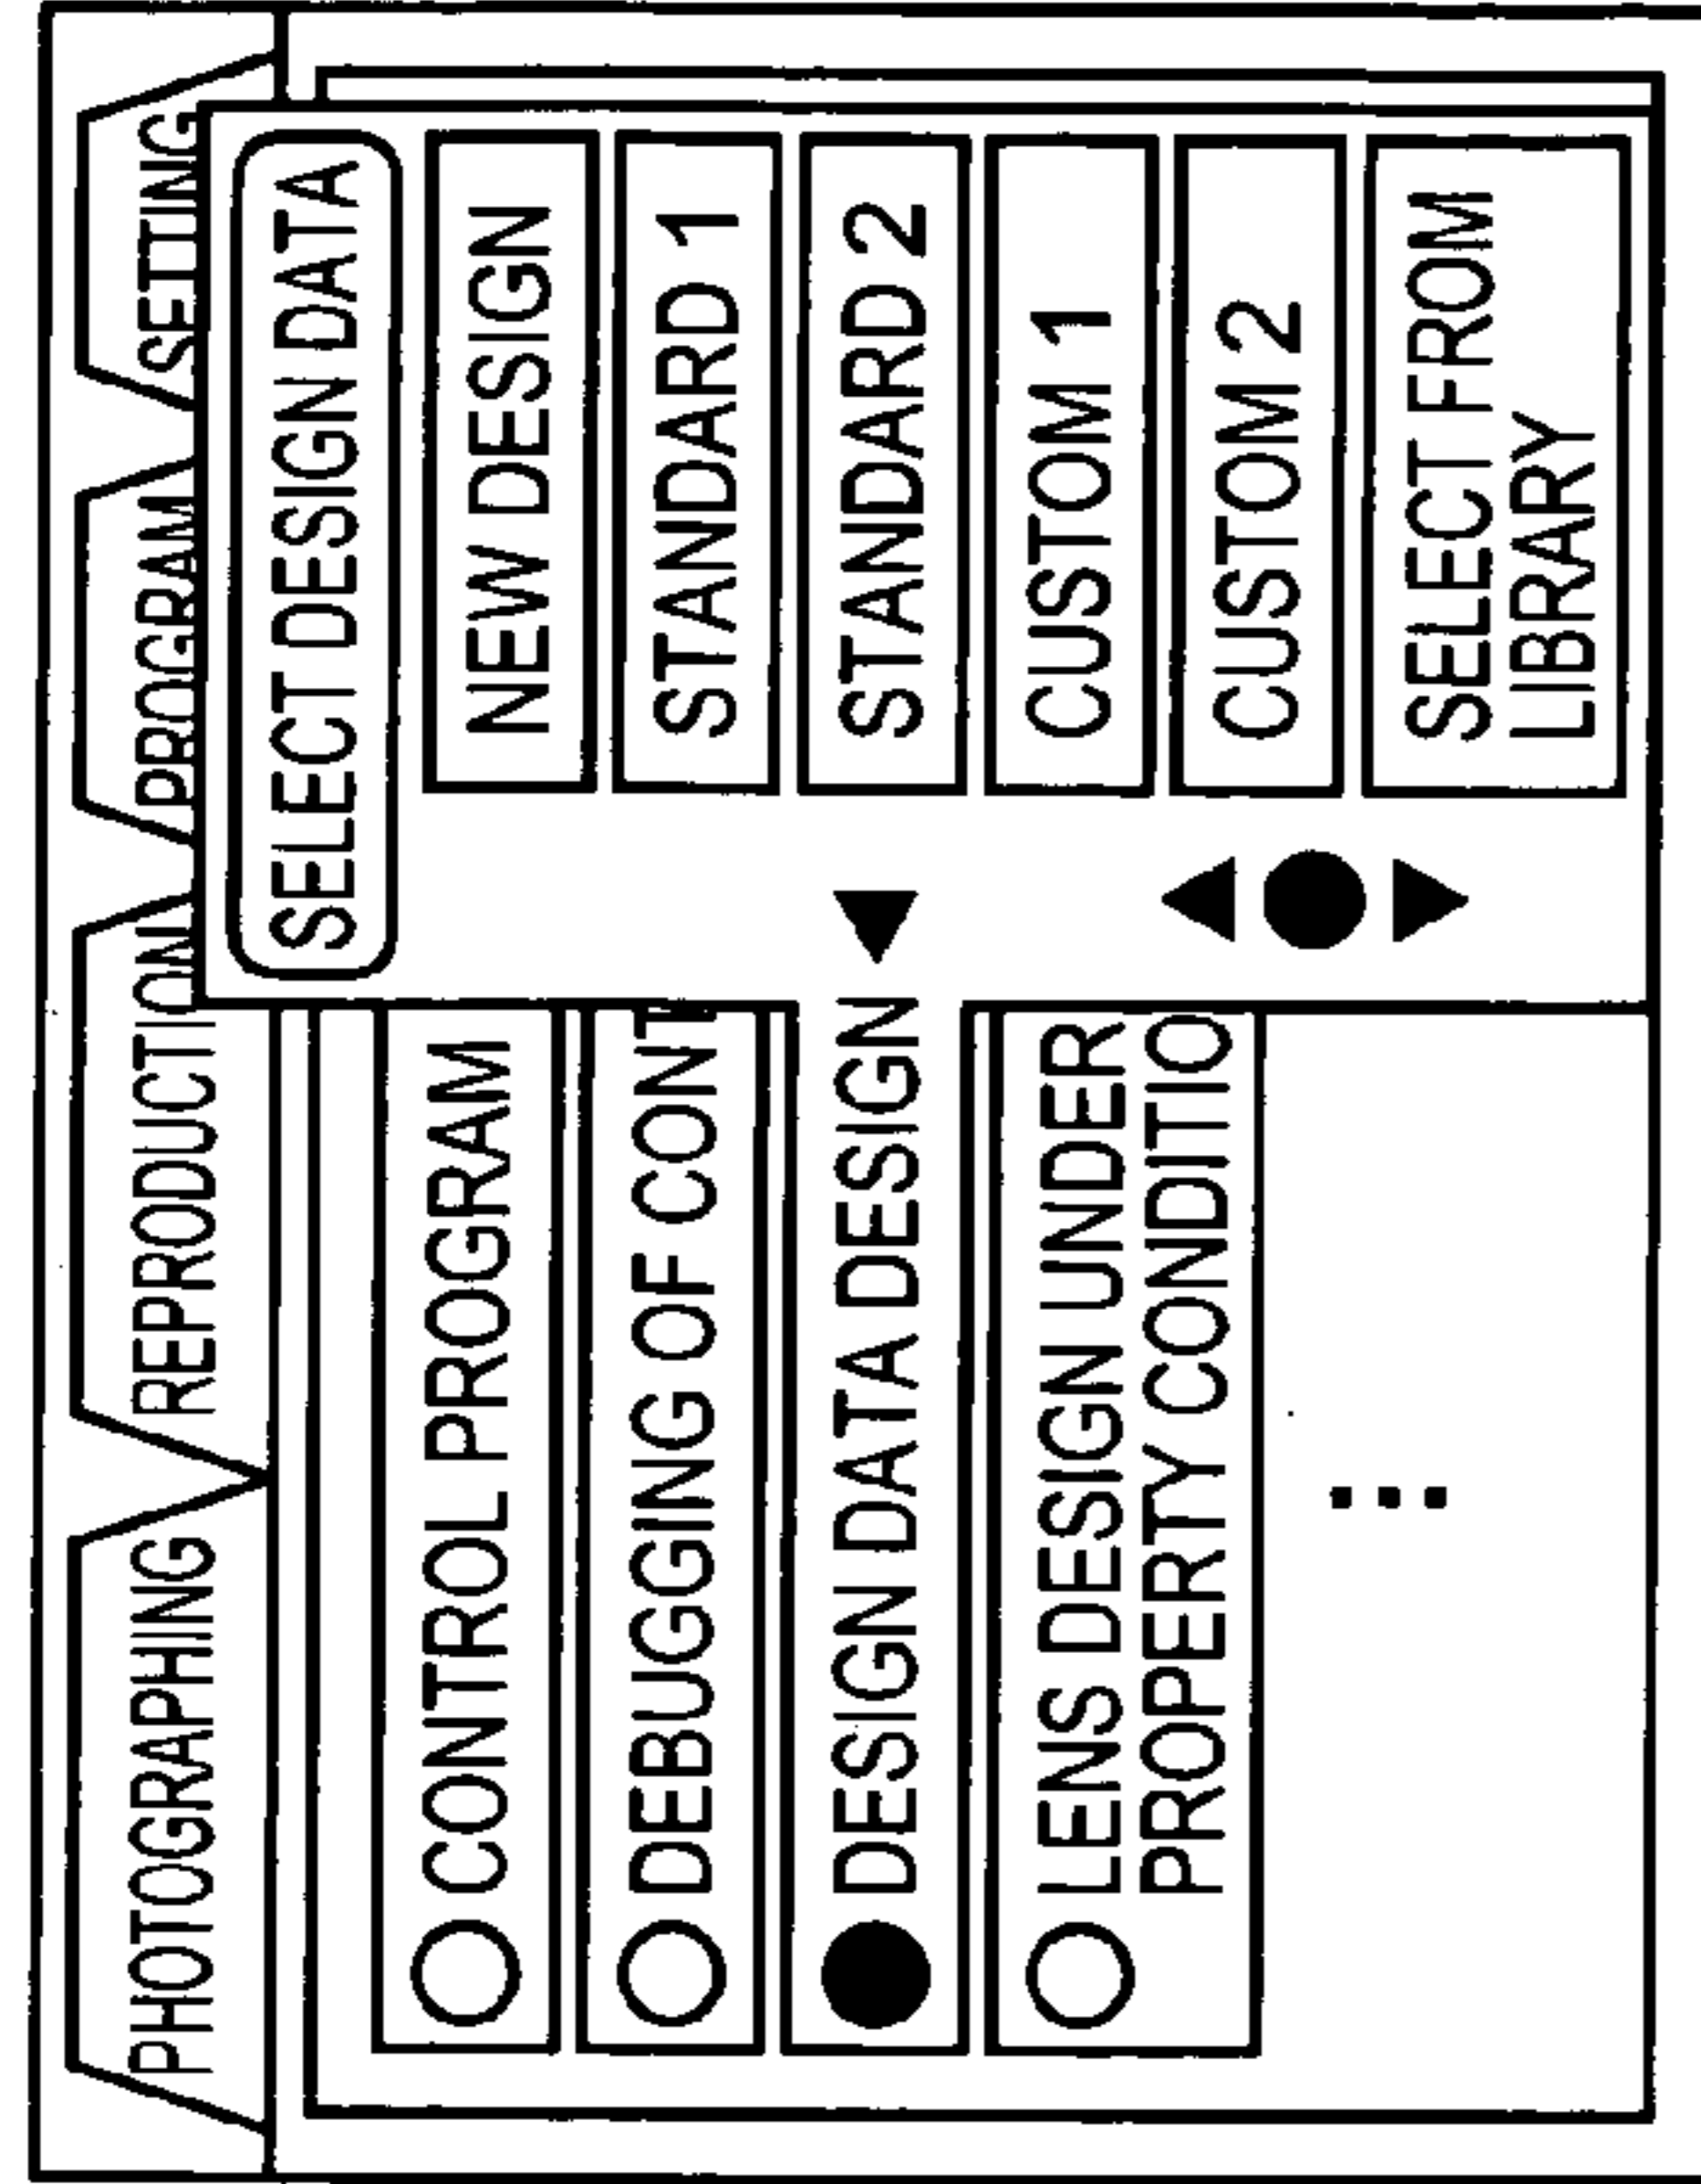 PHOTOGRAPHING
REPRODUCTION
PROGRAM
SETTING
CONTROL PROGRAM
DEBUGGING OF CONT
DESIGN DATA DESIGN
LENS DESIGN UNDER
PROPERTY CONDITIO
SELECT DESIGN DATA
NEW DESIGN
STANDARD 1
STANDARD 2
CUSTOM 1
CUSTOM 2
SELECT FROM
LIBRARY